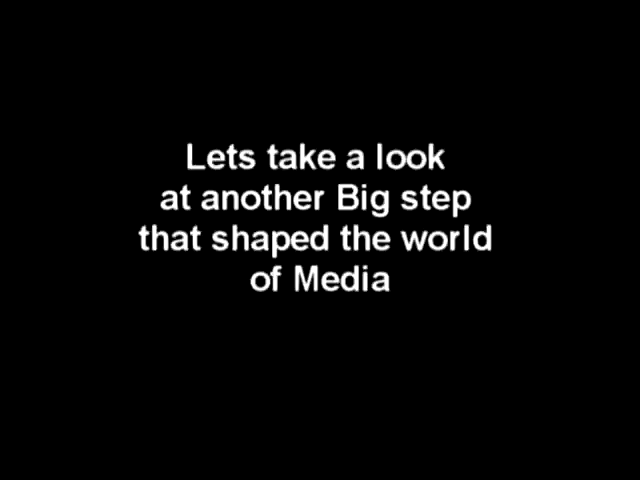 Lets take a look
at another Big step
that shaped the world
of Media